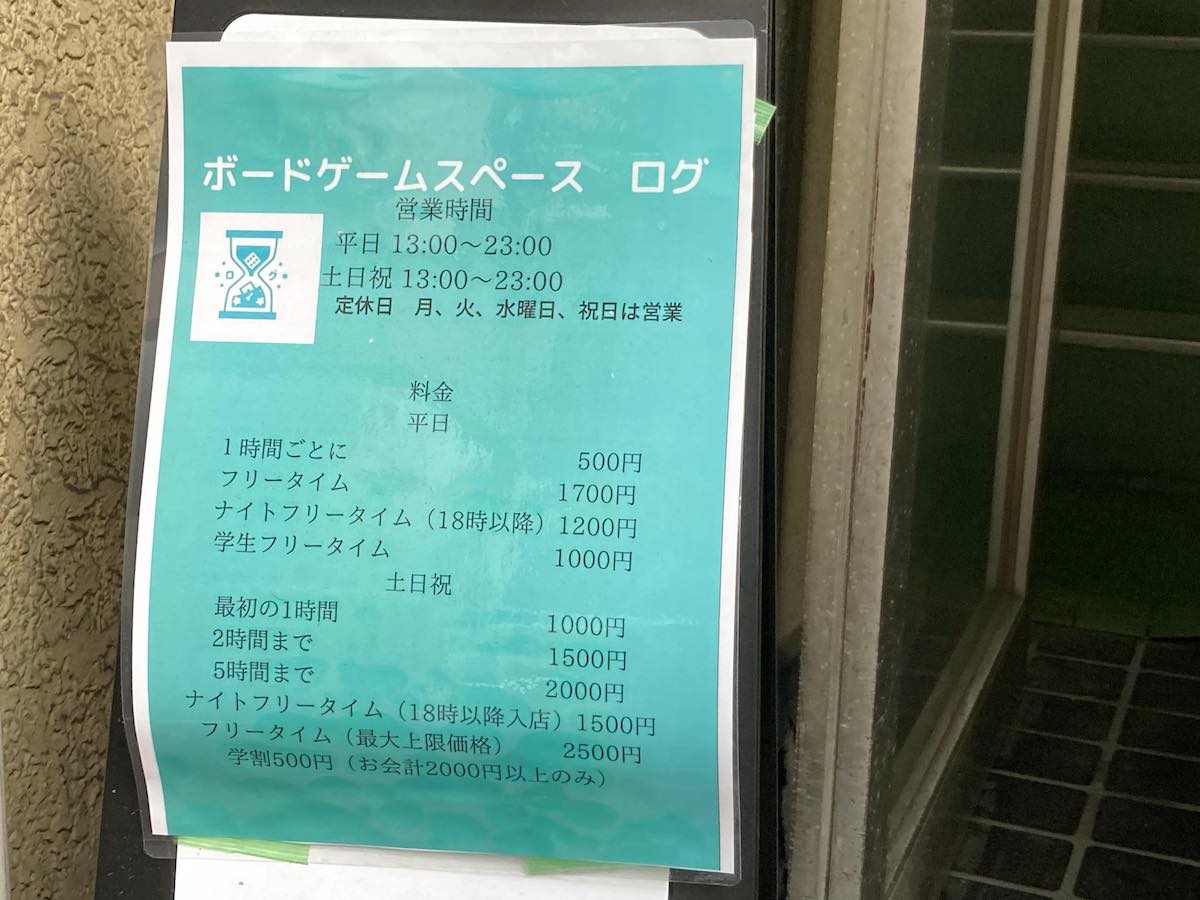 ボードゲームスペース　ログ
営業時間
平日 13:00～23:00
土日祝 13:00～23:00
定休日　月、火、水曜日、祝日は営業
ログ
料金
平日
１時間ごとに 500円
フリータイム 1700円
ナイトフリータイム（18時以降）1200円
学生フリータイム 1000円
土日祝
最初の1時間 1000円
2時間まで 1500円
5時間まで 2000円
ナイトフリータイム（18時以降入店）1500円
フリータイム（最大上限価格） 2500円
学割500円（お会計2000円以上のみ）